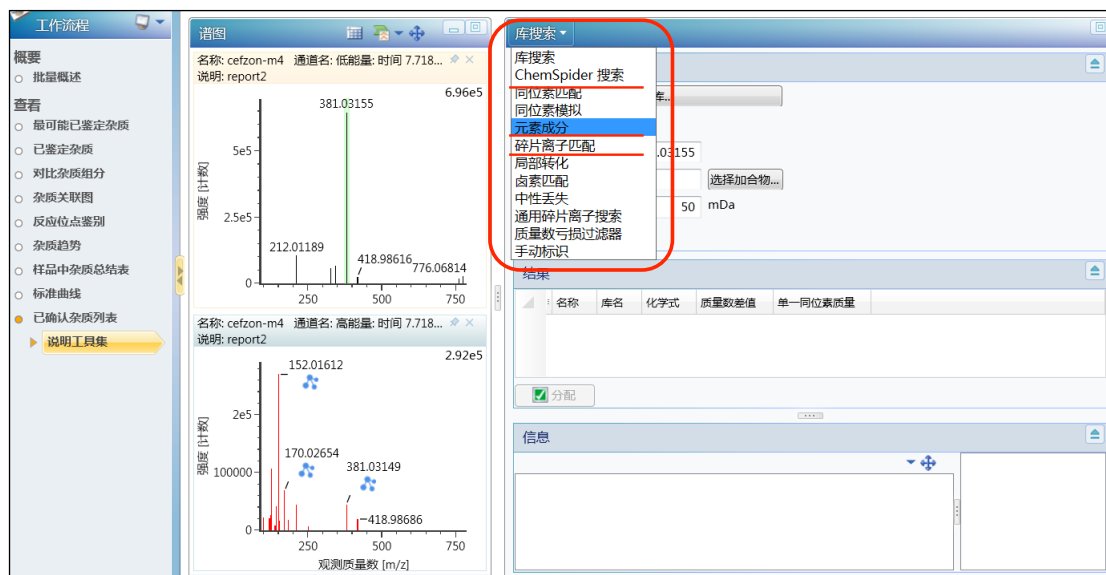 工作流程
概要
批量概述
查看
最可能已鉴定杂质
已鉴定杂质
对比杂质组分
杂质关联图
反应位点鉴别
杂质趋势
样品中杂质总结表
标准曲线
已确认杂质列表
说明工具集
谱图
名称: cefzon-m4 通道名: 低能量: 时间 7.718...
说明: report2
6.96e5
381.03155
5e5
2.5e5
0
212.01189
418.98616
776.06814
强度 [计数]
250 500 750
名称: cefzon-m4 通道名: 高能量: 时间 7.718...
说明: report2
2.92e5
152.01612
2e5
170.02654
381.03149
100000
418.98686
0
强度 [计数]
250 500 750
观测质量数 [m/z]
库搜索
库搜索
ChemSpider 搜索
同位素匹配
同位素模拟
元素成分
碎片离子匹配
局部转化
卤素匹配
中性丢失
通用碎片离子搜索
质量数亏损过滤器
手动标识
库...
.03155
选择加合物...
50 mDa
结果
名称 库名 化学式 质量数差值 单一同位素质量
分配
信息